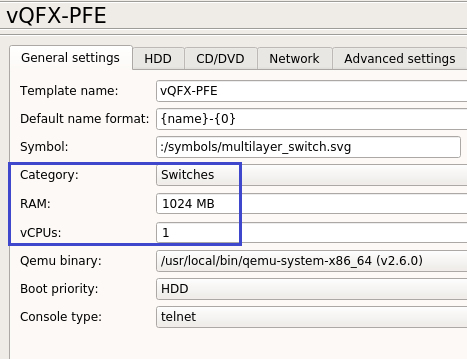 vQFX-PFE
General settings HDD CD/DVD Network Advanced settings
Template name: vQFX-PFE
Default name format: {name}-{0}
Symbol: :/symbols/multilayer_switch.svg
Category: Switches
RAM: 1024 MB
vCPUs: 1
Qemu binary: /usr/local/bin/qemu-system-x86_64 (v2.6.0)
Boot priority: HDD
Console type: telnet